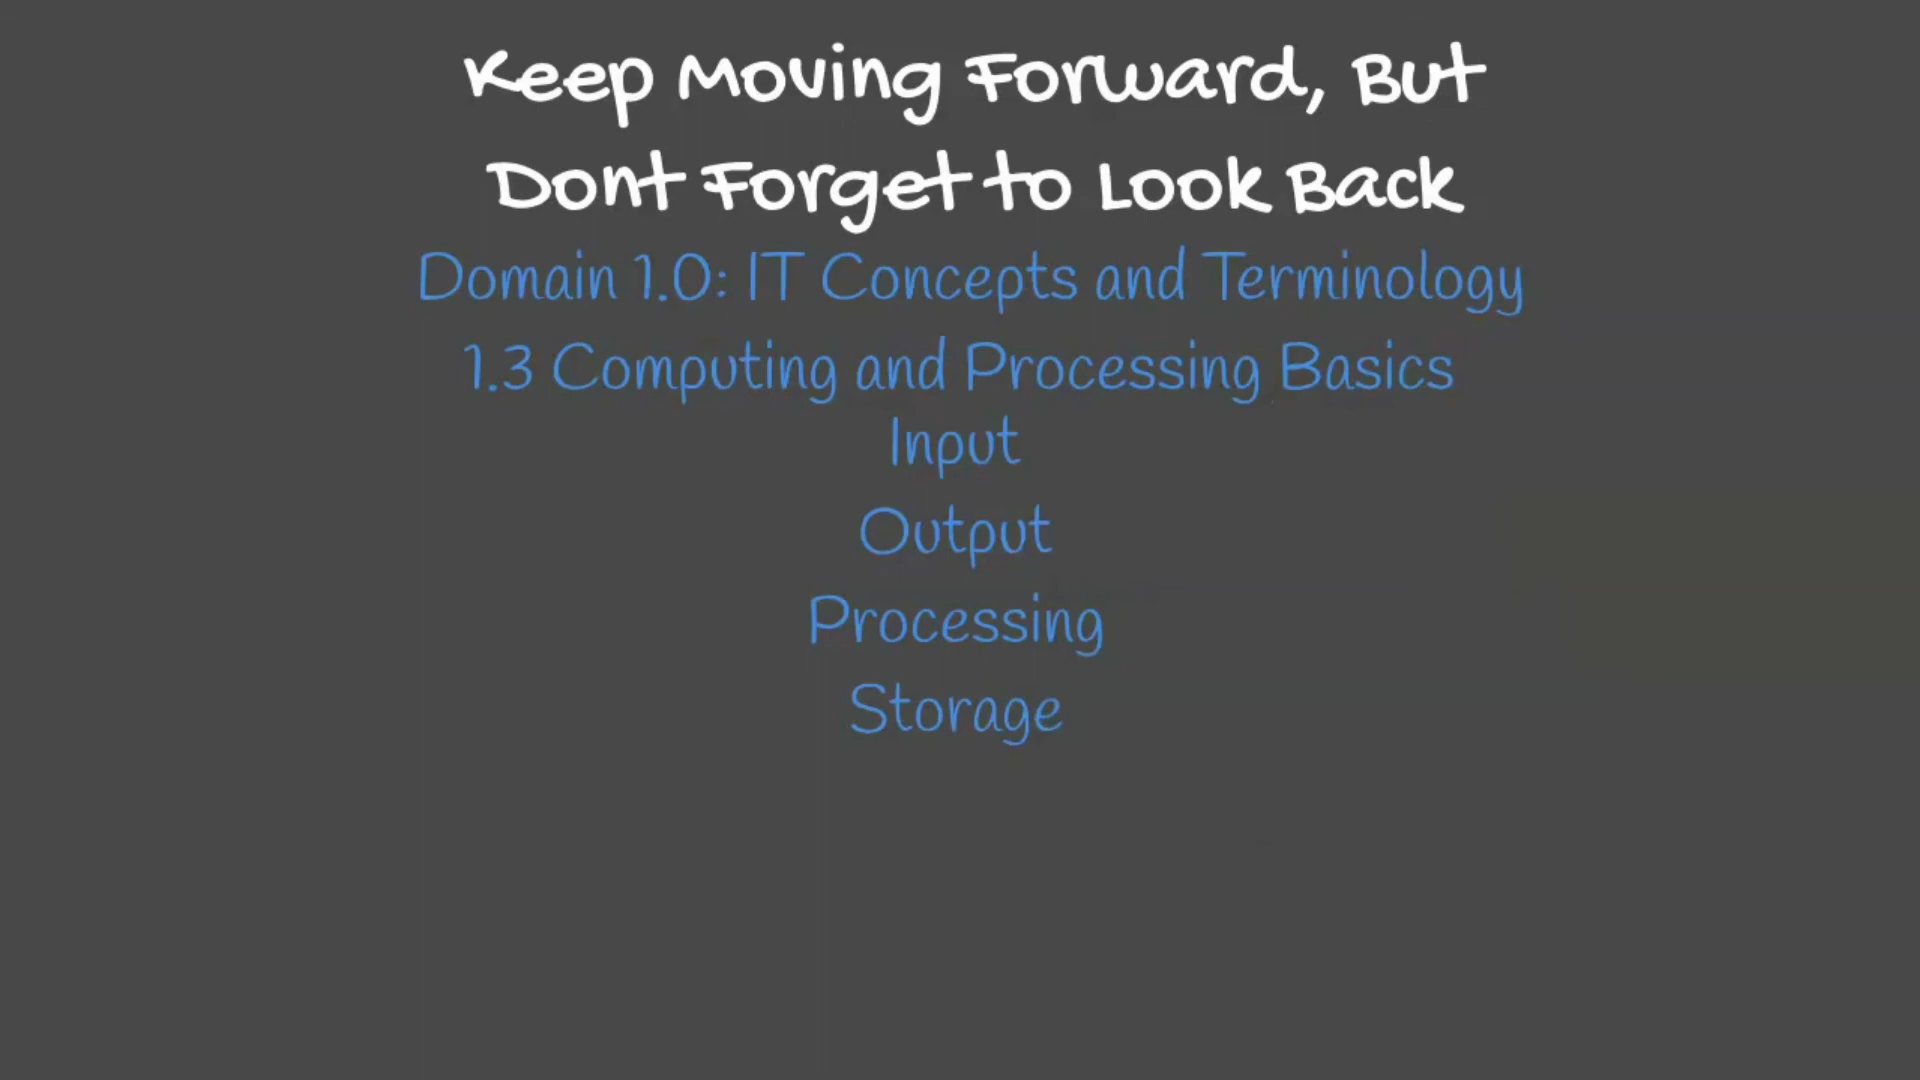 Keep Moving Forward, But
Dont Forget to Look Back
Domain 1.0: IT Concepts and Terminology
1.3 Computing and Processing Basics
Input
Output
Processing
Storage